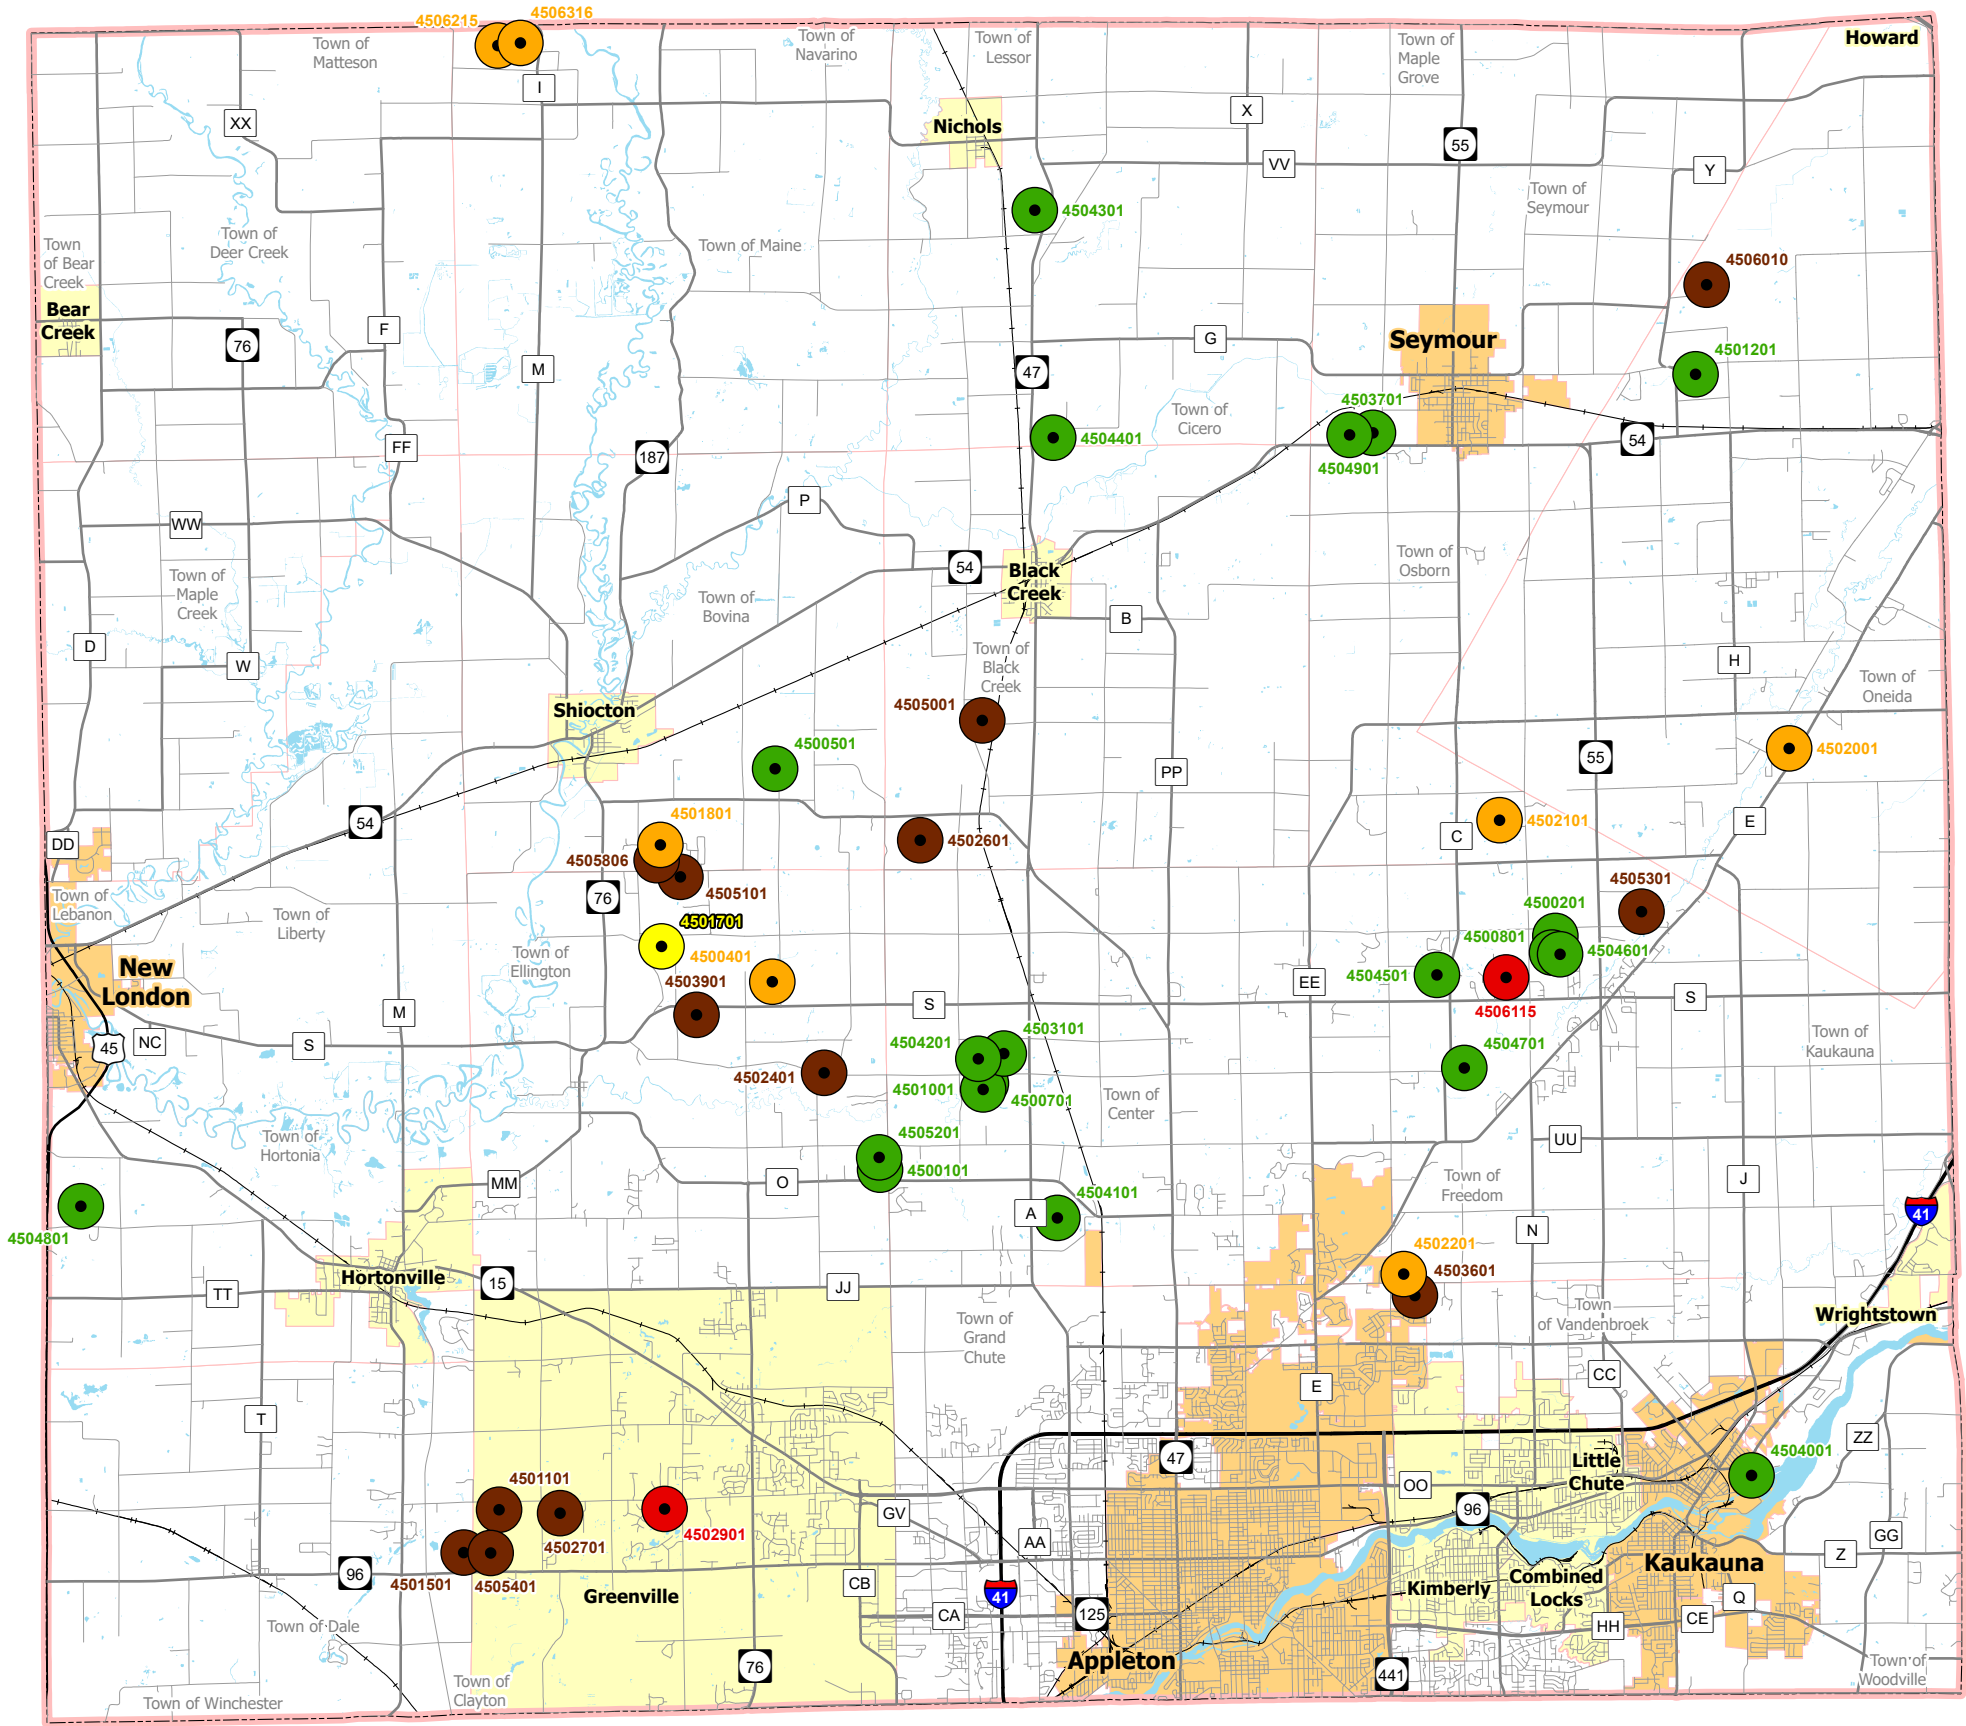 4506215
4506316
Town of
Matteson
Town of
Navarino
Town of
Lessor
Town of
Maple
Grove
Howard
I
XX
Nichols
X
55
VV
Y
Town of
Seymour
4504301
Town of
Deer Creek
Town
of Bear
Creek
Town of Maine
4506010
Bear
Creek
76
F
M
47
G
Seymour
4501201
4503701
Town of
Cicero
4504401
4504901
54
FF
187
P
WW
54
Black
Creek
Town of
Osborn
Town of
Maple
Creek
Town of
Bovina
B
D
W
Town of
Black
Creek
H
Town of
Oneida
Shiocton
4505001
4500501
PP
55
4502001
4501801
54
4502101
E
C
DD
4502601
4505806
4505101
76
Town of
Lebanon
Town of
Liberty
4501701
4505301
4500201
4500801
4504601
Town of
Ellington
4500401
4503901
New
London
4504501
EE
4506115
M
S
S
45
NC
S
4503101
4504201
4504701
Town of
Kaukauna
4502401
4501001
4500701
Town of
Center
Town of
Hortonia
4505201
4500101
UU
MM
O
Town of
Freedom
J
4504101
A
41
4504801
N
4502201
4503601
Hortonville
15
JJ
TT
Town of
Grand
Chute
Town
of Vandenbroek
Wrightstown
E
CC
T
ZZ
4504001
47
Little
Chute
OO
4501101
4502701
4502901
GV
96
AA
GG
Z
96
4501501
4505401
Greenville
CB
41
Kimberly
Combined
Locks
Kaukauna
Q
CA
125
HH
CE
Town of Dale
76
Appleton
441
Town of
Woodville
Town of
Clayton
Town of Winchester